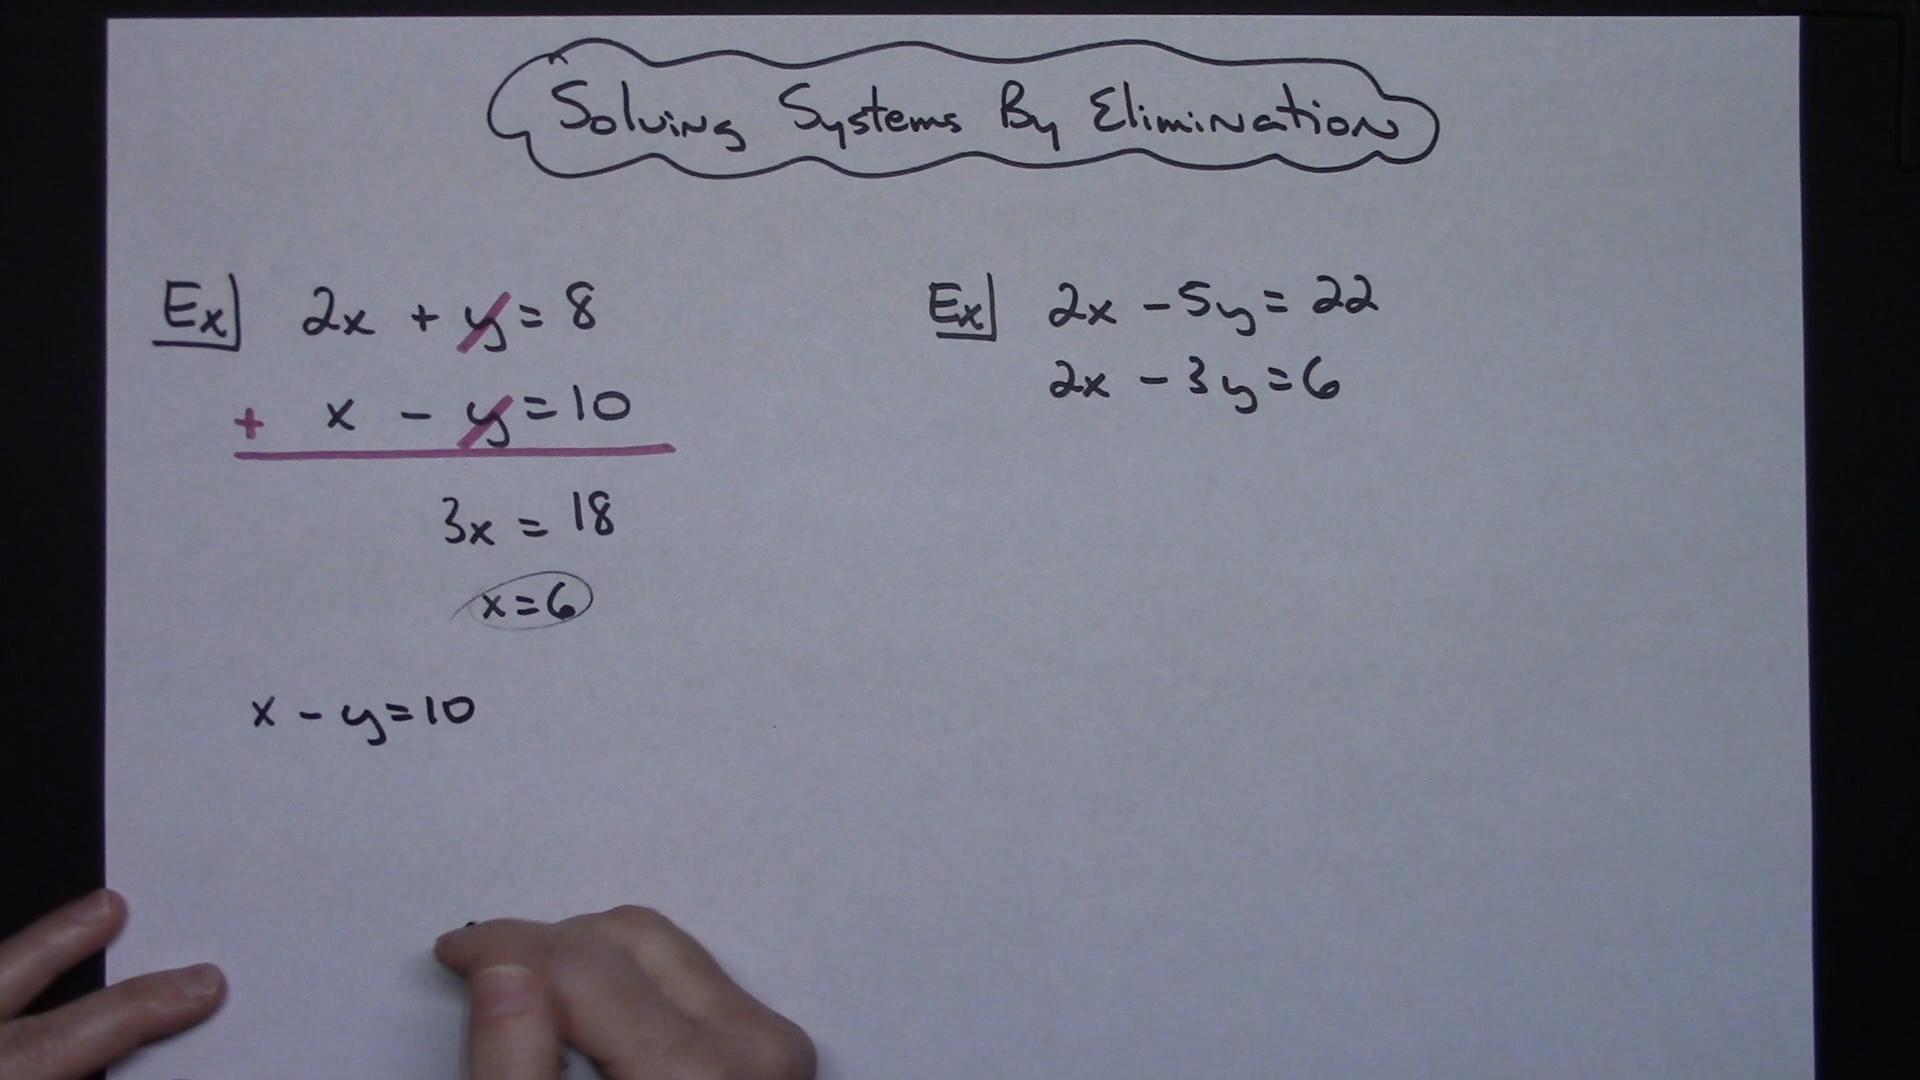 Solving Systems By Elimination
Ex] 2x + y = 8
+ x - y = 10
3x = 18
x = 6
x - y = 10
Ex] 2x - 5y = 22
2x - 3y = 6